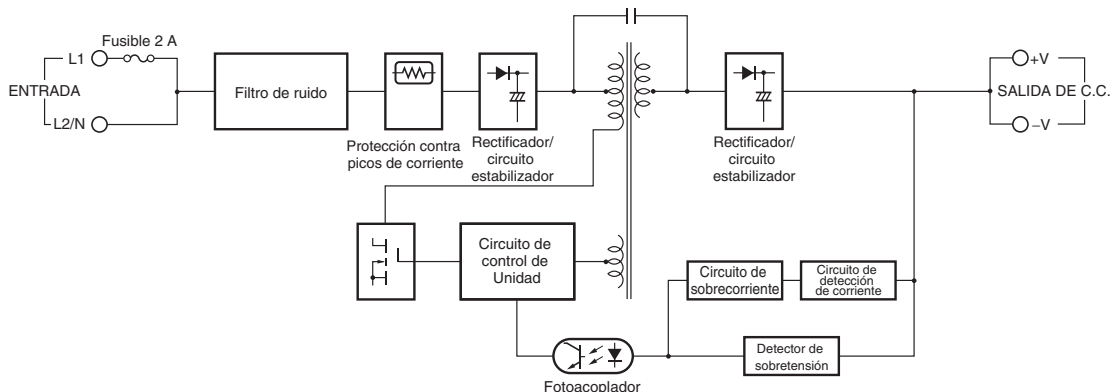 Fusible 2 A
L1
ENTRADA
L2/N
Filtro de ruido
Protección contra
picos de corriente
Rectificador/
circuito
estabilizador
Rectificador/
circuito
estabilizador
+V
SALIDA DE C.C.
–V
Circuito de
control de
Unidad
Circuito de
sobrecorriente
Circuito de
detección
de corriente
Detector de
sobretensión
Fotoacoplador